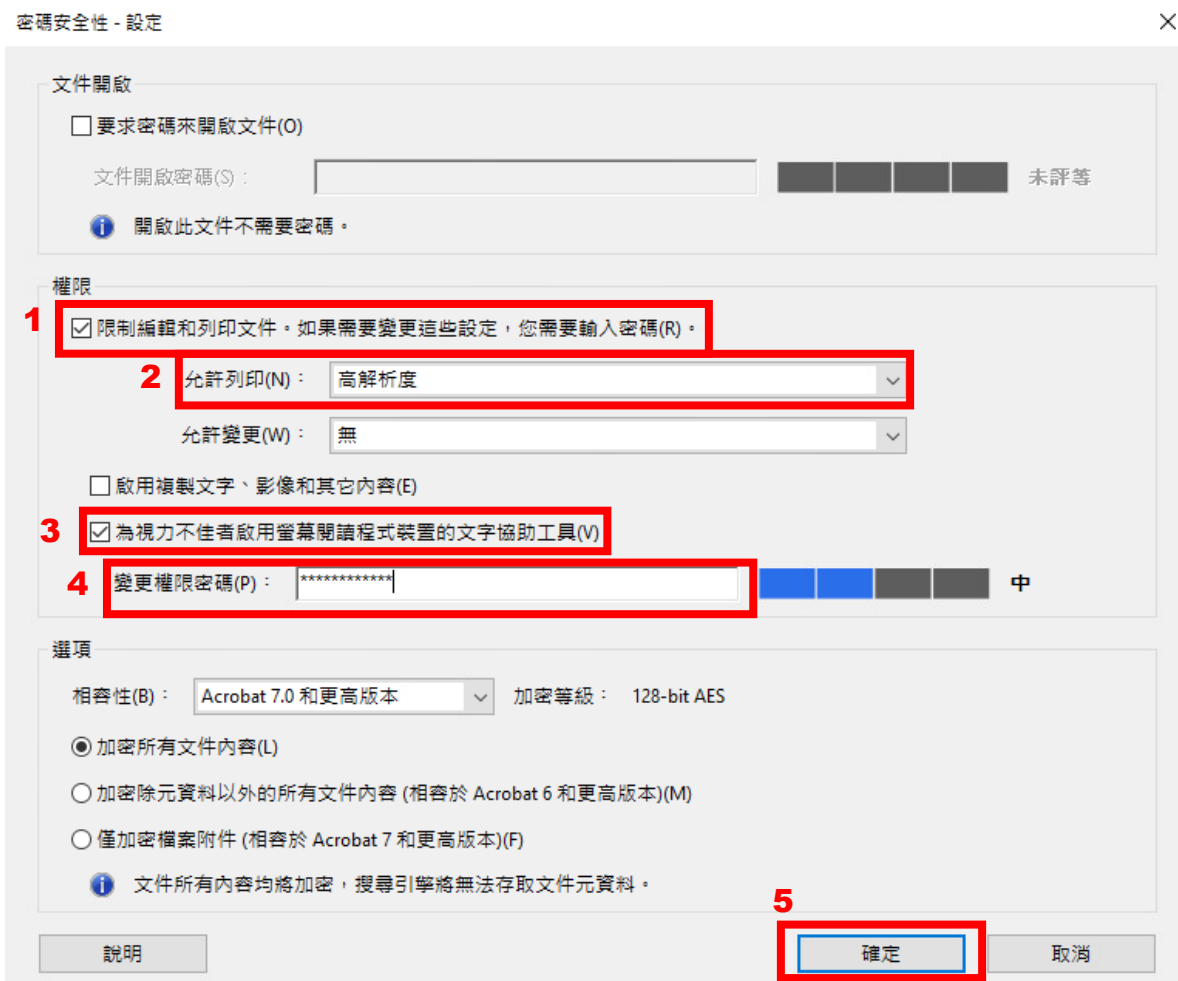 密碼安全性 - 設定
文件開啟
要求密碼來開啟文件(O)
文件開啟密碼(S)： 未評等
開啟此文件不需要密碼。
權限
1 限制編輯和列印文件。如果需要變更這些設定，您需要輸入密碼(R)。
2 允許列印(N)： 高解析度
允許變更(W)： 無
啟用複製文字、影像和其它內容(E)
3 為視力不佳者啟用螢幕閱讀程式裝置的文字協助工具(V)
4 變更權限密碼(P)： ************ 中
選項
相容性(B)： Acrobat 7.0 和更高版本 加密等級： 128-bit AES
加密所有文件內容(L)
加密除元資料以外的所有文件內容 (相容於 Acrobat 6 和更高版本)(M)
僅加密檔案附件 (相容於 Acrobat 7 和更高版本)(F)
文件所有內容均將加密，搜尋引擎將無法存取文件元資料。
5
說明 確定 取消